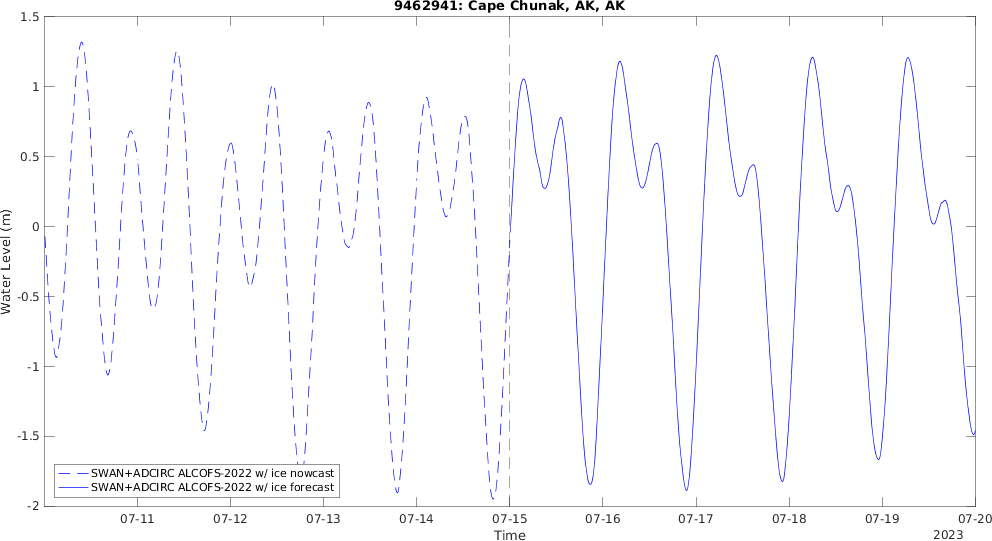 9462941: Cape Chunak, AK, AK
Water Level (m)
1.5
1
0.5
0
-0.5
-1
-1.5
-2
SWAN+ADCIRC ALCOFS-2022 w/ ice nowcast
SWAN+ADCIRC ALCOFS-2022 w/ ice forecast
07-11 07-12 07-13 07-14 07-15 07-16 07-17 07-18 07-19 07-20
Time
2023